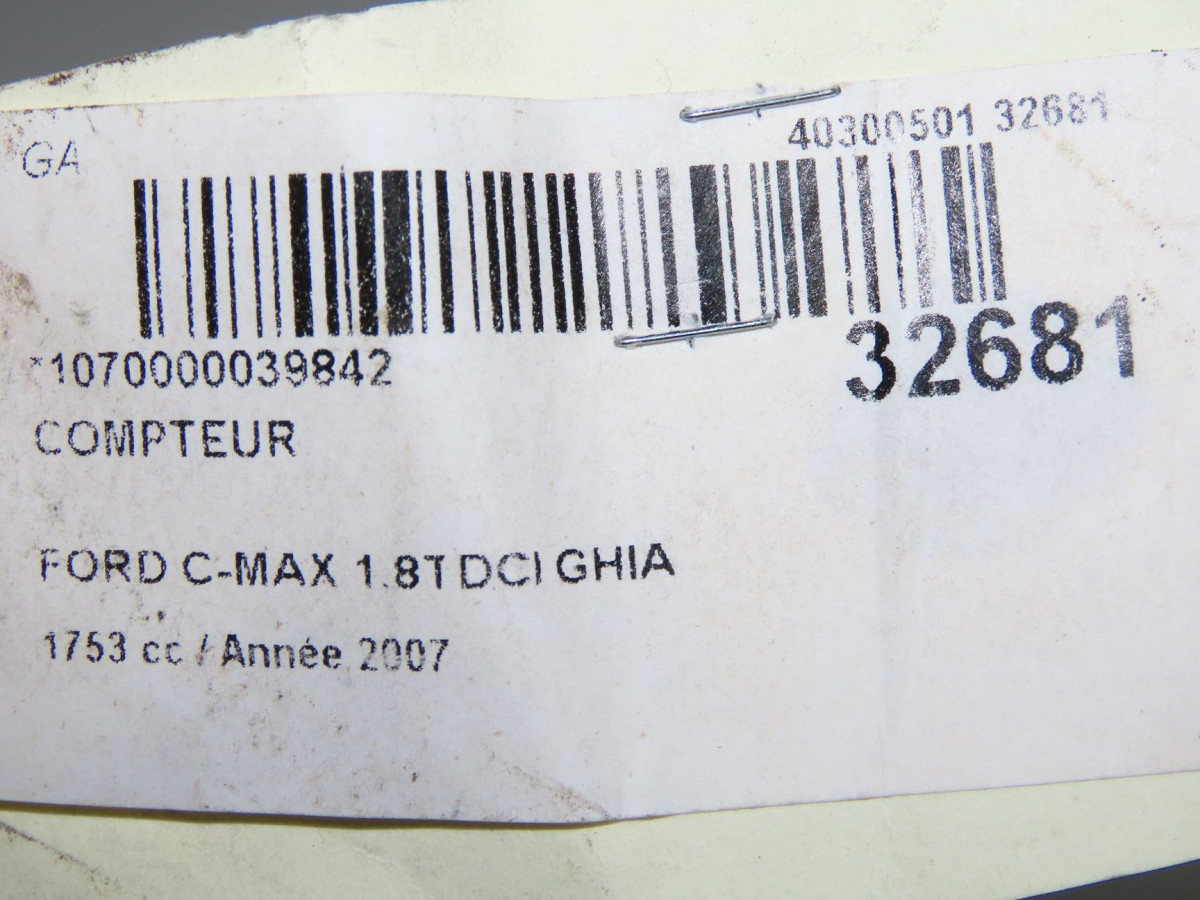 GA
40300501 32681
32681
*1070000039842
COMPTEUR
FORD C-MAX 1.8TDCI GHIA
1753 cc / Année 2007